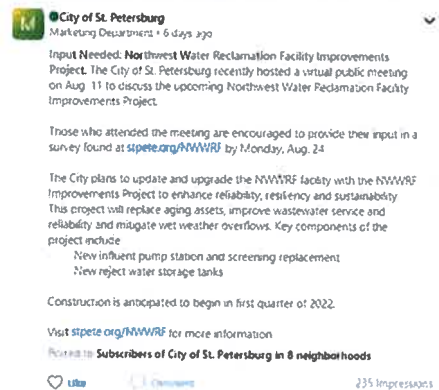 City of St. Petersburg
Marketing Department • 6 days ago
Input Needed: Northwest Water Reclamation Facility Improvements
Project. The City of St. Petersburg recently hosted a virtual public meeting
on Aug. 11 to discuss the upcoming Northwest Water Reclamation Facility
Improvements Project.
Those who attended the meeting are encouraged to provide their input in a
survey found at stpete.org/NWWRF by Monday, Aug. 24
The City plans to update and upgrade the NWWRF facility with the NWWRF
Improvements Project to enhance reliability, resiliency and sustainability
This project will replace aging assets, improve wastewater service and
reliability and mitigate wet weather overflows. Key components of the
project include
New influent pump station and screening replacement
New reject water storage tanks
Construction is anticipated to begin in first quarter of 2022.
Visit stpete.org/NWWRF for more information
Posted to Subscribers of City of St. Petersburg in 8 neighborhoods
Like
Comment
235 Impressions